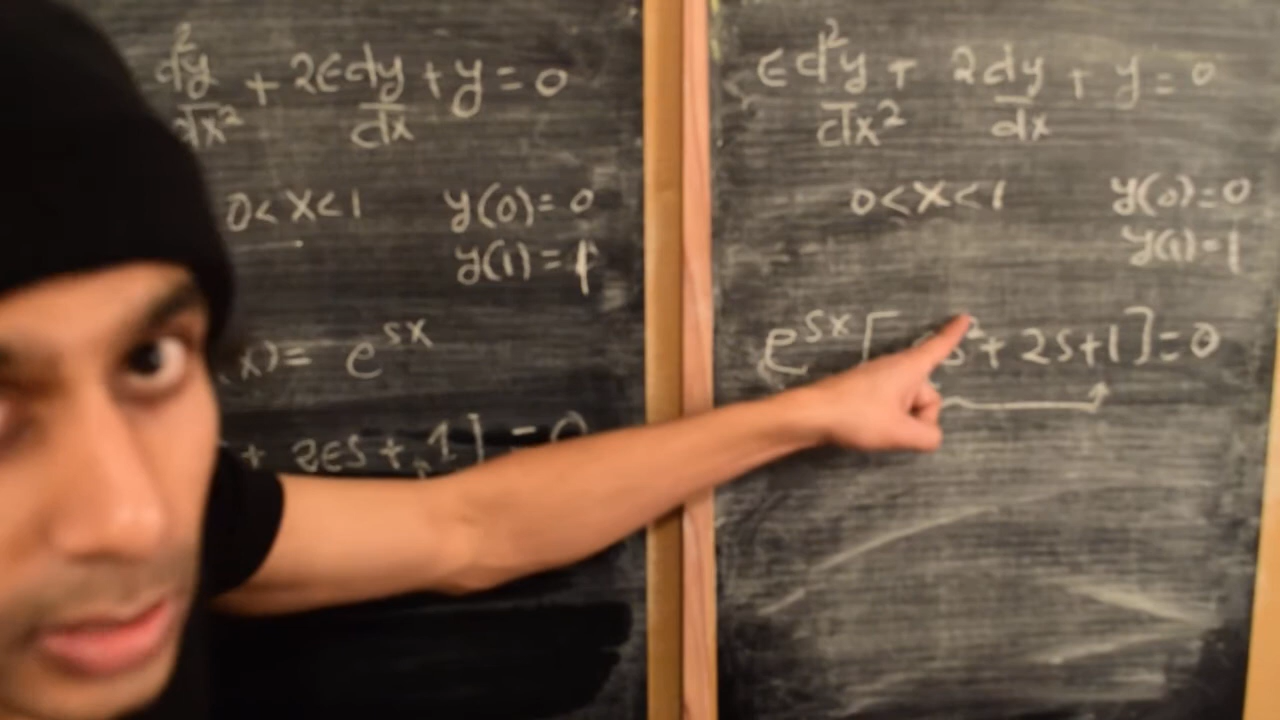 d²y/dx² + 2ϵ dy/dx + y = 0
0 < x < 1 y(0) = 0
y(1) = 1
(x) = e^{sx}
+ 2ϵs + 1] = 0
ϵ d²y/dx² + 2 dy/dx + y = 0
0 < x < 1 y(0) = 0
y(1) = 1
e^{sx} [ s² + 2s + 1] = 0